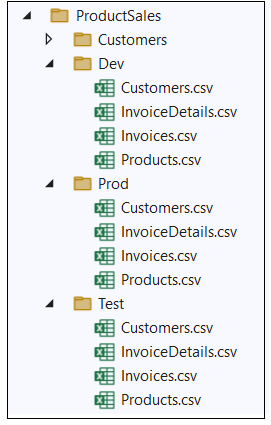 ProductSales
Customers
Dev
Customers.csv
InvoiceDetails.csv
Invoices.csv
Products.csv
Prod
Customers.csv
InvoiceDetails.csv
Invoices.csv
Products.csv
Test
Customers.csv
InvoiceDetails.csv
Invoices.csv
Products.csv